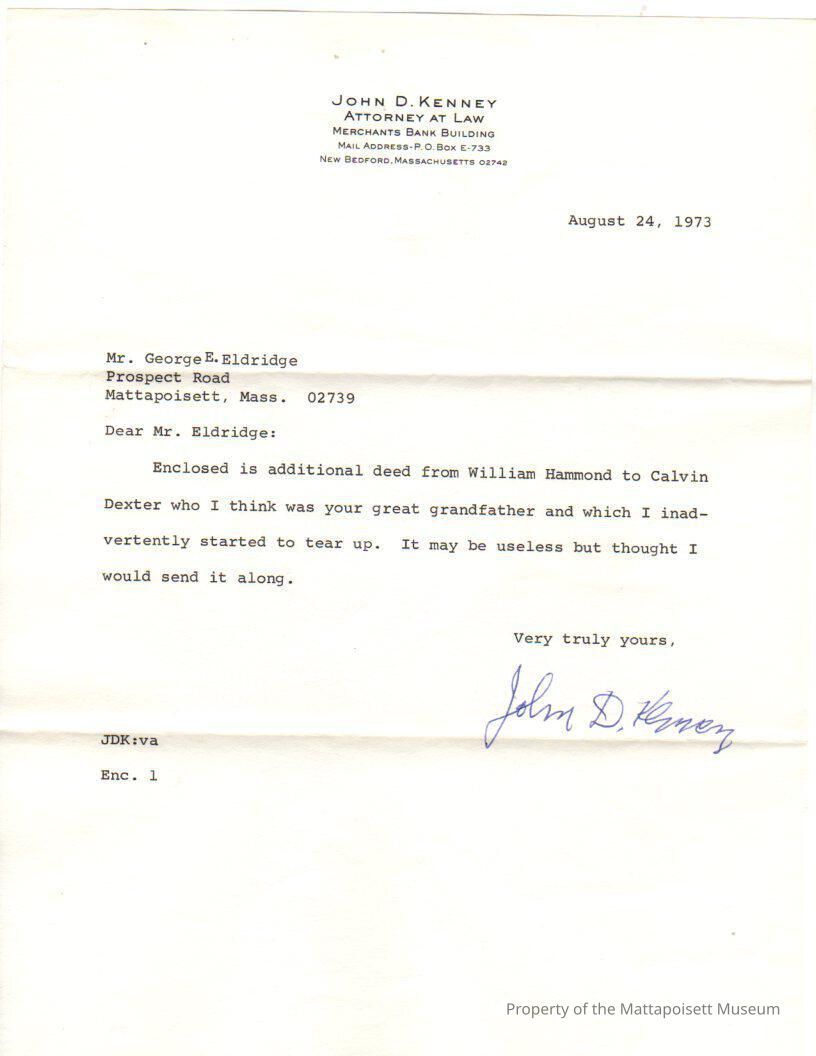 JOHN D. KENNEY
ATTORNEY AT LAW
MERCHANTS BANK BUILDING
MAIL ADDRESS-P.O. BOX E-733
NEW BEDFORD, MASSACHUSETTS 02742
August 24, 1973
Mr. George E. Eldridge
Prospect Road
Mattapoisett, Mass. 02739
Dear Mr. Eldridge:
Enclosed is additional deed from William Hammond to Calvin
Dexter who I think was your great grandfather and which I inad-
vertently started to tear up. It may be useless but thought I
would send it along.
Very truly yours,
John D. Kenney
JDK:va
Enc. 1
Property of the Mattapoisett Museum